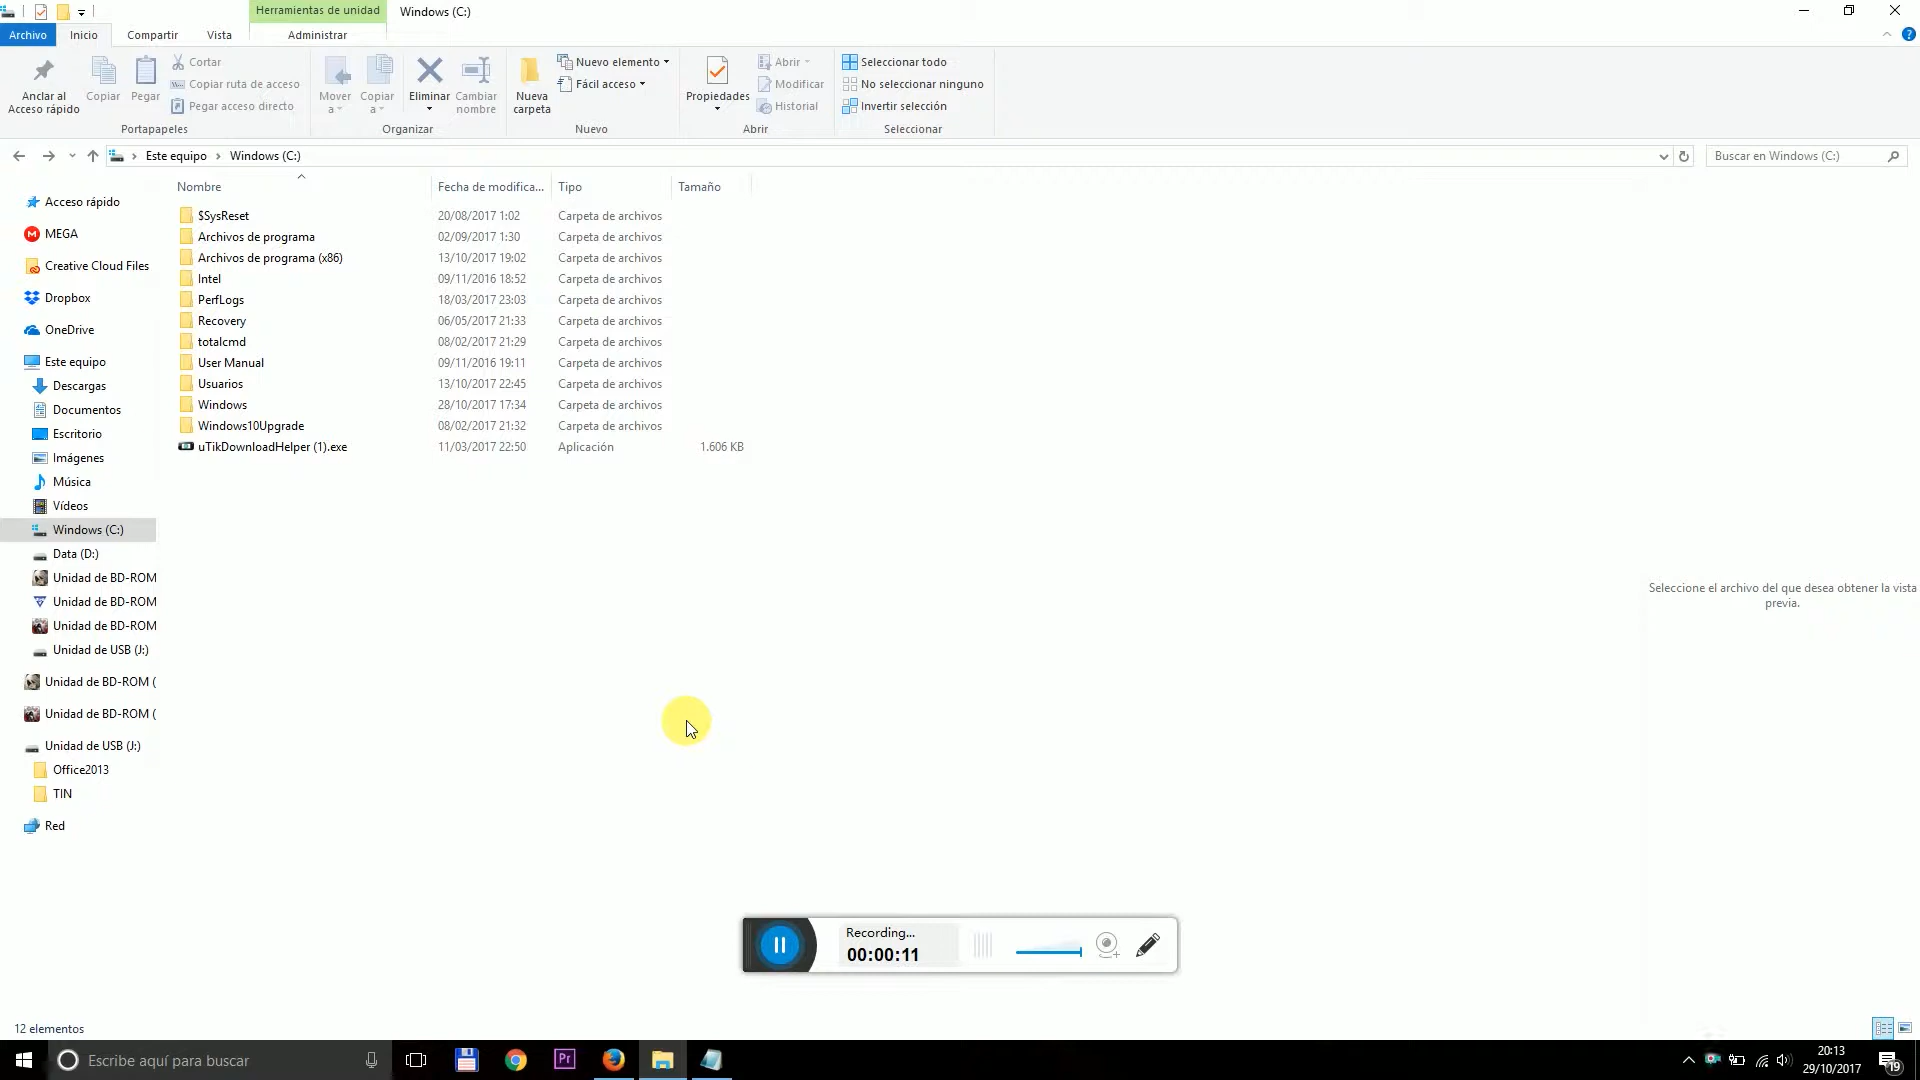 Herramientas de unidad
Windows (C:)
Archivo
Inicio
Compartir
Vista
Administrar
Anclar al
Acceso rápido
Copiar
Pegar
Cortar
Copiar ruta de acceso
Pegar acceso directo
Portapapeles
Mover
a
Copiar
a
Eliminar
Cambiar
nombre
Organizar
Nueva
carpeta
Nuevo elemento
Fácil acceso
Nuevo
Propiedades
Abrir
Modificar
Historial
Abrir
Seleccionar todo
No seleccionar ninguno
Invertir selección
Seleccionar
Este equipo
Windows (C:)
Buscar en Windows (C:)
Nombre
Fecha de modifica...
Tipo
Tamaño
$SysReset 20/08/2017 1:02 Carpeta de archivos
Archivos de programa 02/09/2017 1:30 Carpeta de archivos
Archivos de programa (x86) 13/10/2017 19:02 Carpeta de archivos
Intel 09/11/2016 18:52 Carpeta de archivos
PerfLogs 18/03/2017 23:03 Carpeta de archivos
Recovery 06/05/2017 21:33 Carpeta de archivos
totalcmd 08/02/2017 21:29 Carpeta de archivos
User Manual 09/11/2016 19:11 Carpeta de archivos
Usuarios 13/10/2017 22:45 Carpeta de archivos
Windows 28/10/2017 17:34 Carpeta de archivos
Windows10Upgrade 08/02/2017 21:32 Carpeta de archivos
uTikDownloadHelper (1).exe 11/03/2017 22:50 Aplicación 1.606 KB
Acceso rápido
MEGA
Creative Cloud Files
Dropbox
OneDrive
Este equipo
Descargas
Documentos
Escritorio
Imágenes
Música
Vídeos
Windows (C:)
Data (D:)
Unidad de BD-ROM
Unidad de BD-ROM
Unidad de BD-ROM
Unidad de USB (J:)
Unidad de BD-ROM (
Unidad de BD-ROM (
Unidad de USB (J:)
Office2013
TIN
Red
Seleccione el archivo del que desea obtener la vista
previa.
Recording...
00:00:11
12 elementos
Escribe aquí para buscar
Pr
20:13
29/10/2017
19